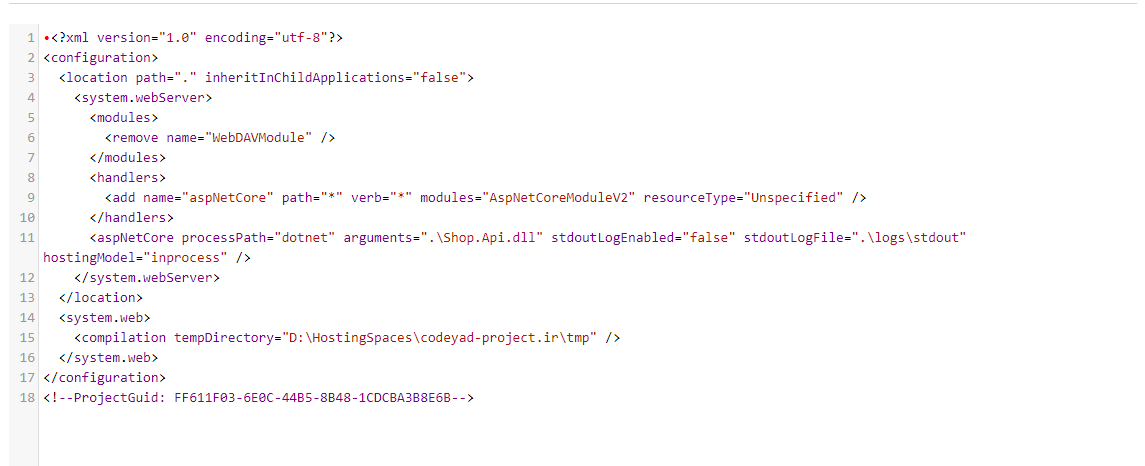 1 •<?xml version="1.0" encoding="utf-8"?>
2 <configuration>
3   <location path="." inheritInChildApplications="false">
4     <system.webServer>
5       <modules>
6         <remove name="WebDAVModule" />
7       </modules>
8       <handlers>
9         <add name="aspNetCore" path="*" verb="*" modules="AspNetCoreModuleV2" resourceType="Unspecified" />
10       </handlers>
11       <aspNetCore processPath="dotnet" arguments=".\Shop.Api.dll" stdoutLogEnabled="false" stdoutLogFile=".\logs\stdout"
hostingModel="inprocess" />
12     </system.webServer>
13   </location>
14   <system.web>
15     <compilation tempDirectory="D:\HostingSpaces\codeyad-project.ir\tmp" />
16   </system.web>
17 </configuration>
18 <!--ProjectGuid: FF611F03-6E0C-44B5-8B48-1CDCBA3B8E6B-->